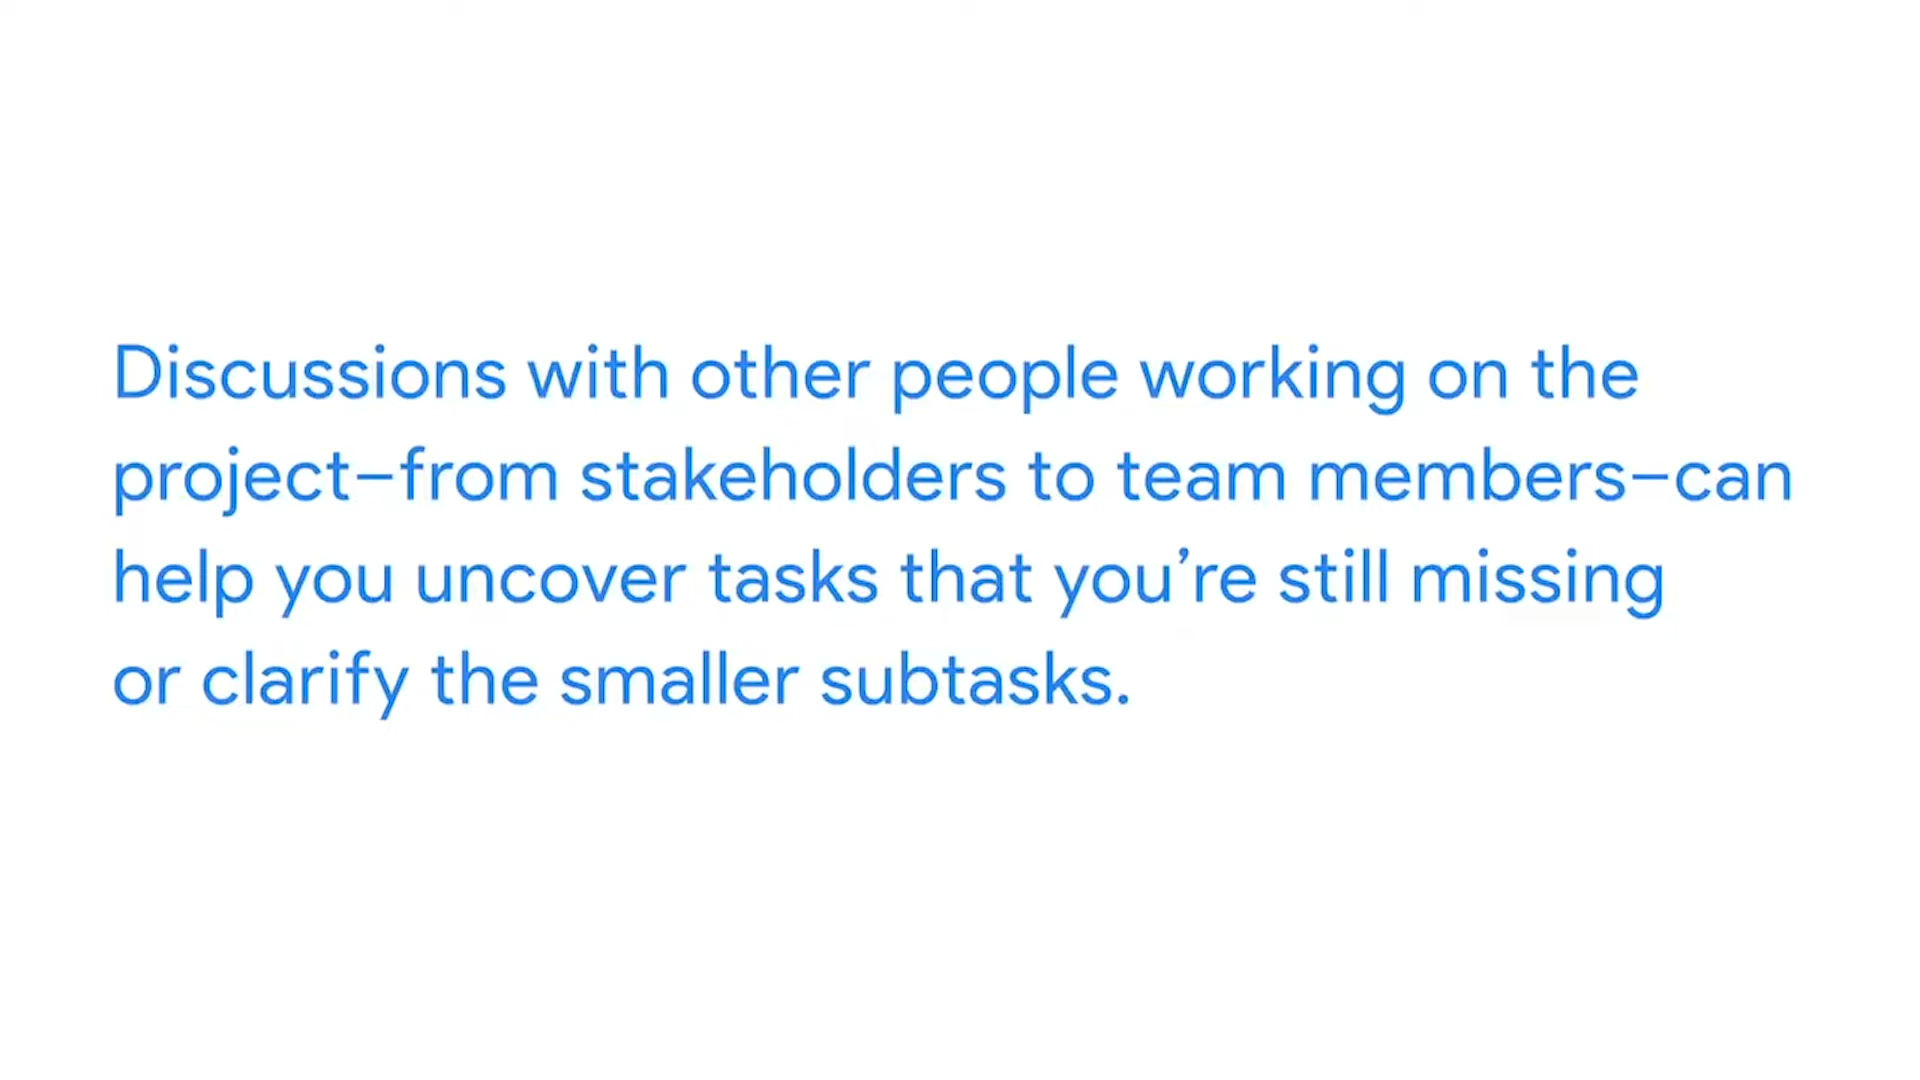 Discussions with other people working on the
project–from stakeholders to team members–can
help you uncover tasks that you’re still missing
or clarify the smaller subtasks.